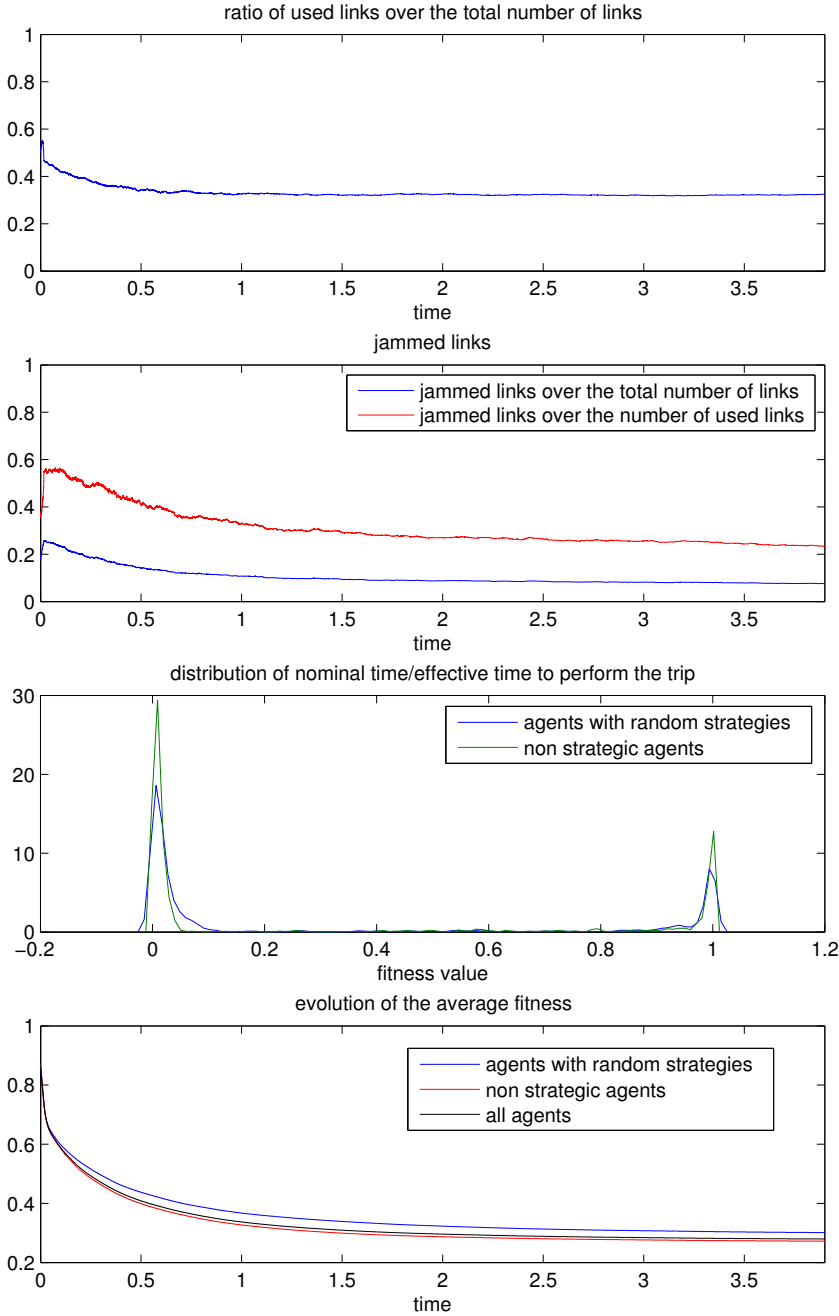 ratio of used links over the total number of links
1
0.8
0.6
0.4
0.2
0
0 0.5 1 1.5 2 2.5 3 3.5
time
jammed links
1
0.8
0.6
0.4
0.2
0
jammed links over the total number of links
jammed links over the number of used links
0 0.5 1 1.5 2 2.5 3 3.5
time
distribution of nominal time/effective time to perform the trip
30
20
10
0
agents with random strategies
non strategic agents
−0.2 0 0.2 0.4 0.6 0.8 1 1.2
fitness value
evolution of the average fitness
1
0.8
0.6
0.4
0.2
agents with random strategies
non strategic agents
all agents
0 0.5 1 1.5 2 2.5 3 3.5
time